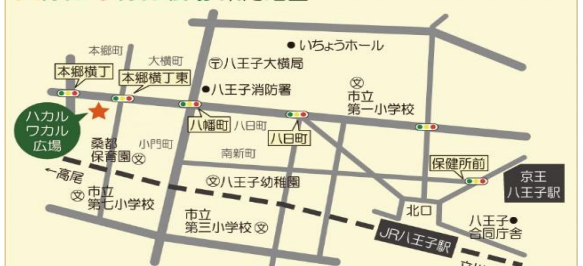 本郷町
大横町
いちょうホール
〒八王子大横局
本郷横丁
本郷横丁東
八王子消防署
文
市立
第一小学校
ハカル
ワカル
広場
八幡町
八日町
八日町
桑都
保育園文
小門町
南新町
保健所前
←高尾
文八王子幼稚園
京王
八王子駅
文
市立
第七小学校
市立
第三小学校文
北口
JR八王子駅
八王子
合同庁舎